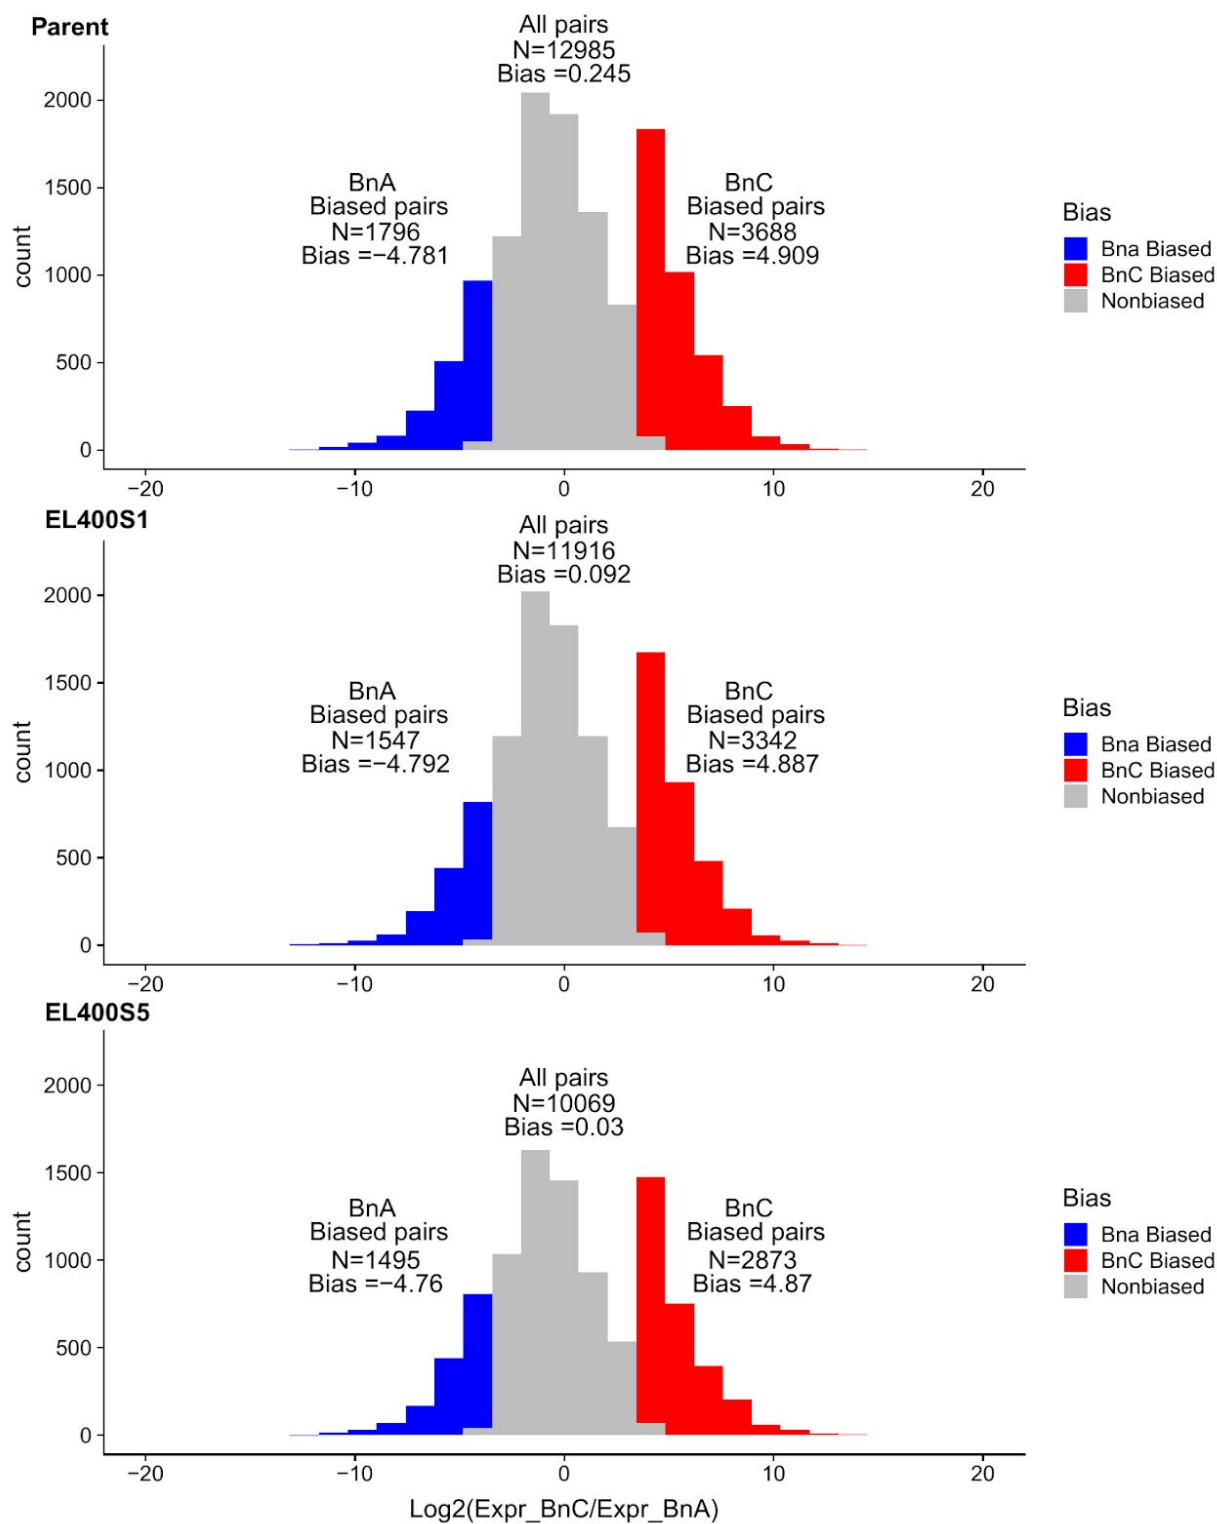 Parent
All pairs
N=12985
Bias =0.245
BnA
Biased pairs
N=1796
Bias =−4.781
BnC
Biased pairs
N=3688
Bias =4.909
count
2000
1500
1000
500
0
−20
−10
0
10
20
Bias
Bna Biased
BnC Biased
Nonbiased
EL400S1
All pairs
N=11916
Bias =0.092
BnA
Biased pairs
N=1547
Bias =−4.792
BnC
Biased pairs
N=3342
Bias =4.887
count
2000
1500
1000
500
0
−20
−10
0
10
20
Bias
Bna Biased
BnC Biased
Nonbiased
EL400S5
All pairs
N=10069
Bias =0.03
BnA
Biased pairs
N=1495
Bias =−4.76
BnC
Biased pairs
N=2873
Bias =4.87
count
2000
1500
1000
500
0
−20
−10
0
10
20
Bias
Bna Biased
BnC Biased
Nonbiased
Log2(Expr_BnC/Expr_BnA)